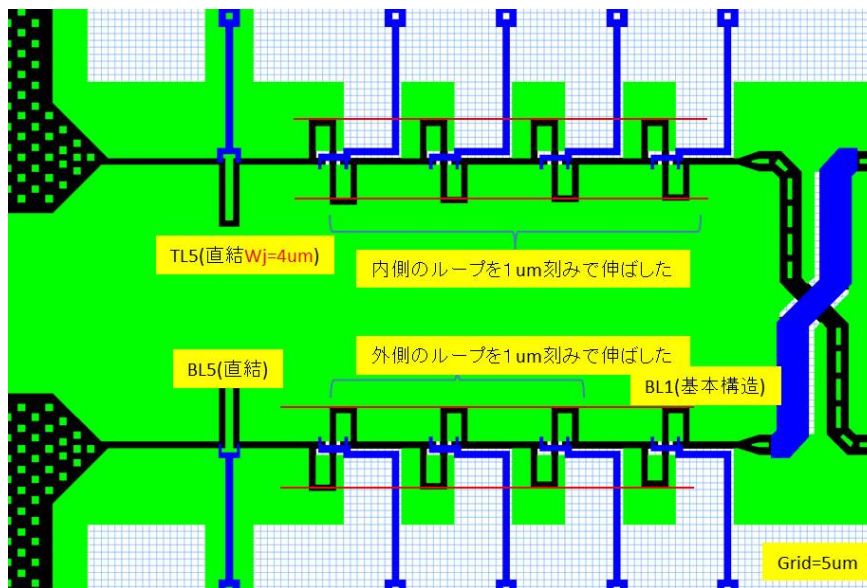 TL5(直結Wj=4um)
内側のループを1um刻みで伸ばした
外側のループを1um刻みで伸ばした
BL5(直結)
BL1(基本構造)
Grid=5um